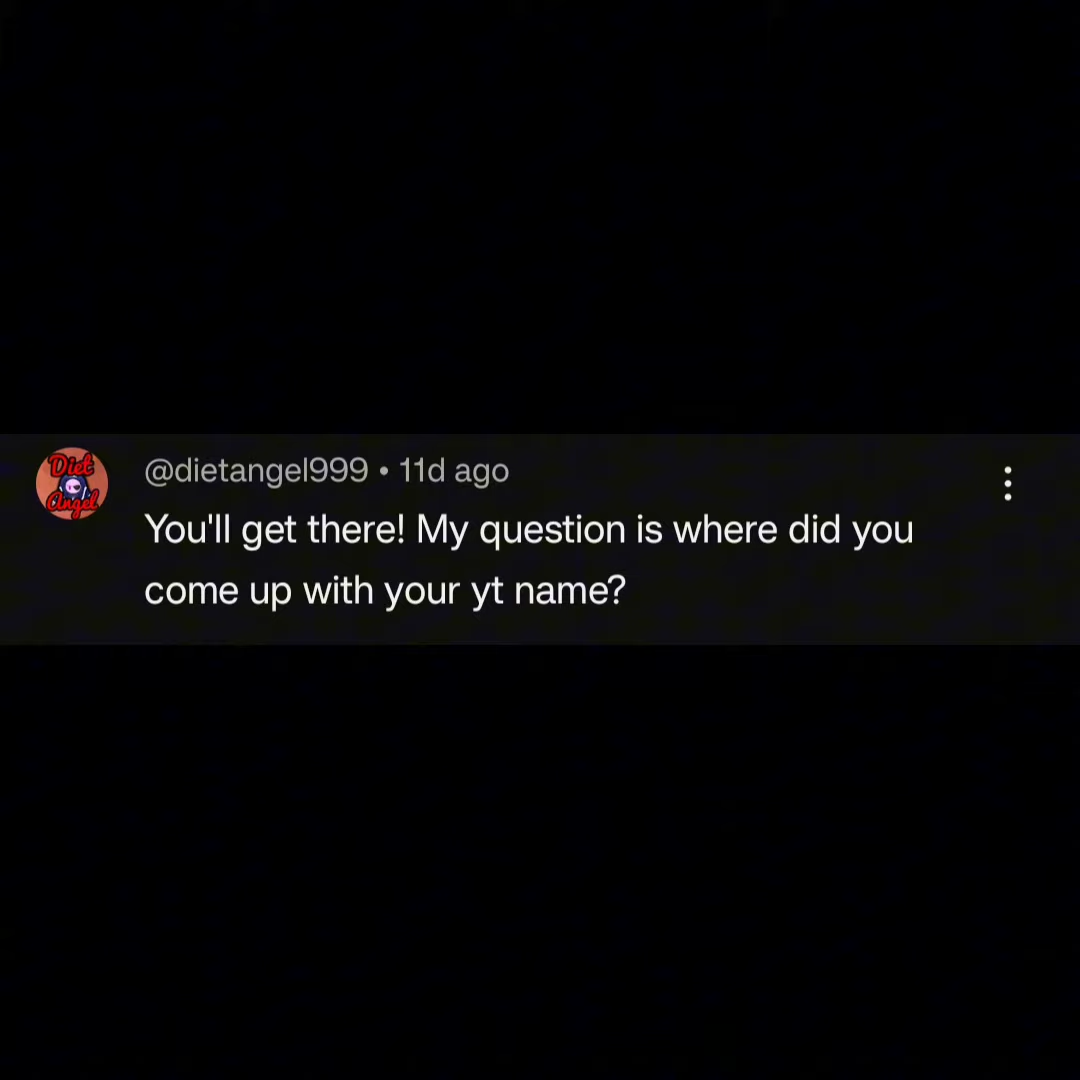 Diet
Angel
@dietangel999 • 11d ago
You'll get there! My question is where did you
come up with your yt name?